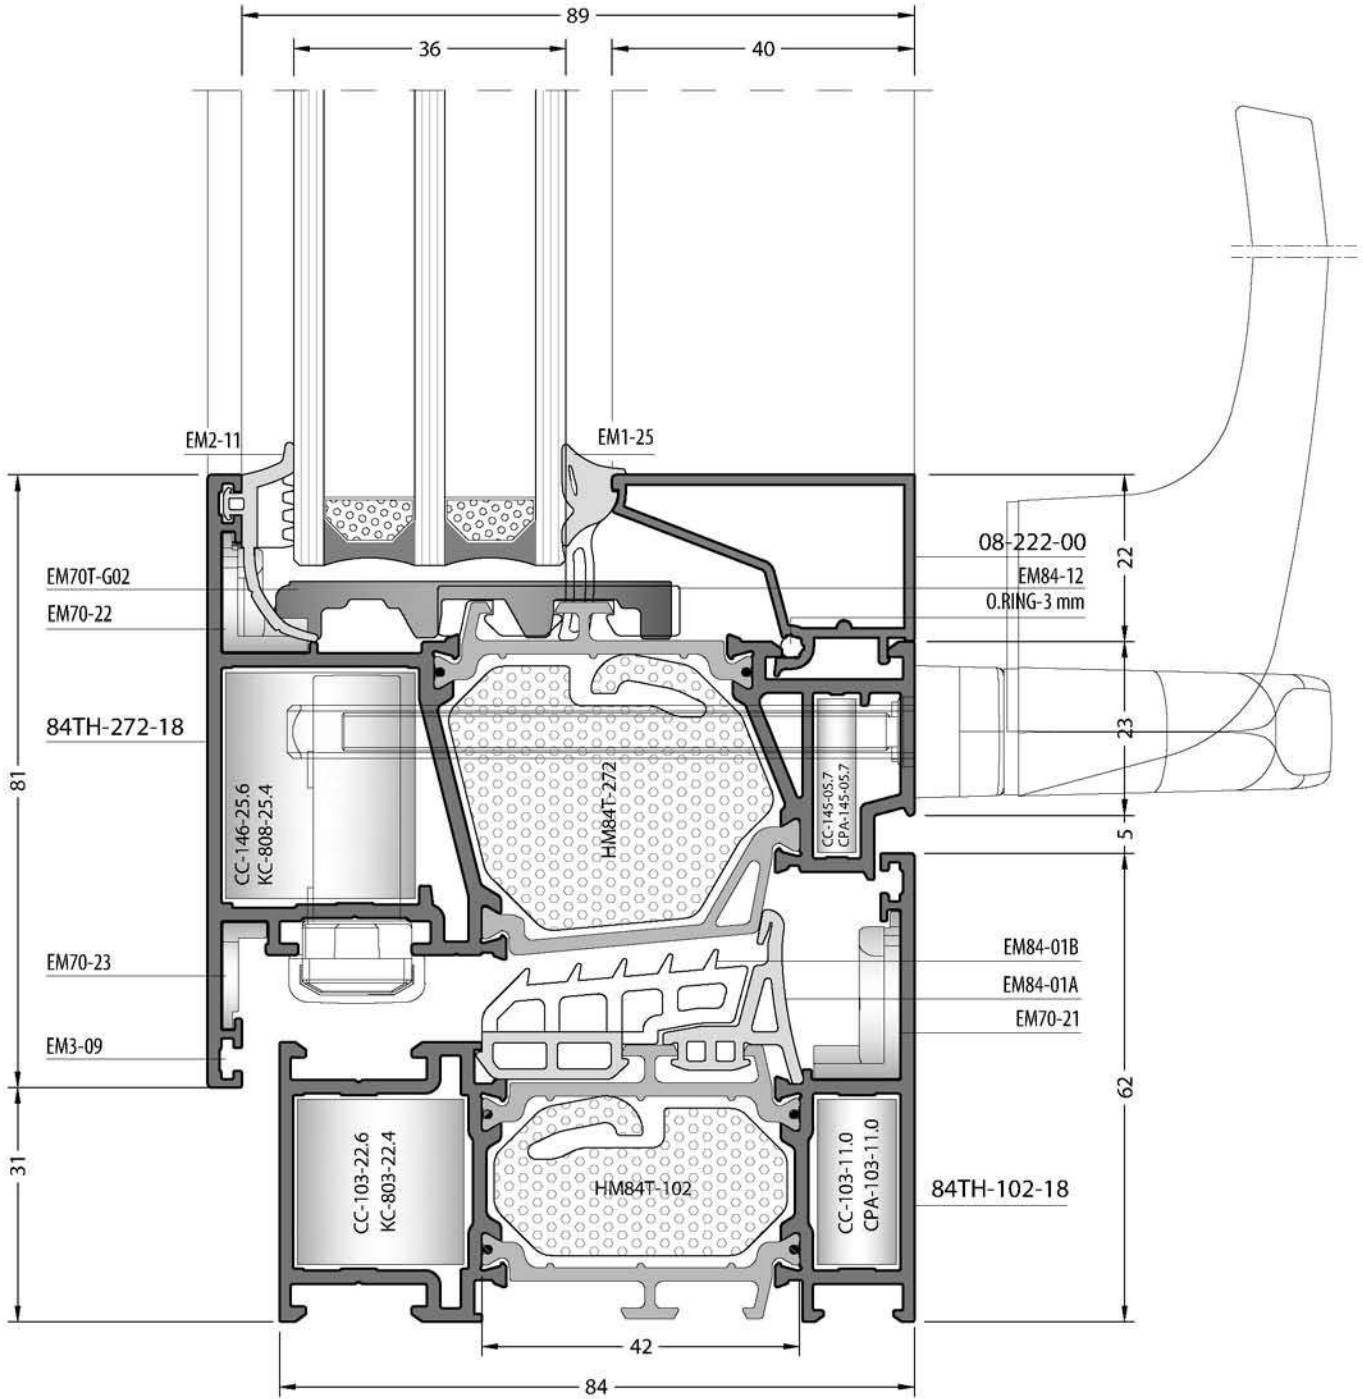 89
36
40
EM2-11
EM1-25
08-222-00
EM70T-G02
EM84-12
EM70-22
O.RING-3 mm
22
84TH-272-18
23
81
CC-146-25.6
KC-808-25.4
HM84T-272
CC-145-05.7
CPA-145-05.7
5
EM70-23
EM84-01B
EM84-01A
EM70-21
EM3-09
62
31
CC-103-22.6
KC-803-22.4
HM84T-102
CC-103-11.0
CPA-103-11.0
84TH-102-18
42
84